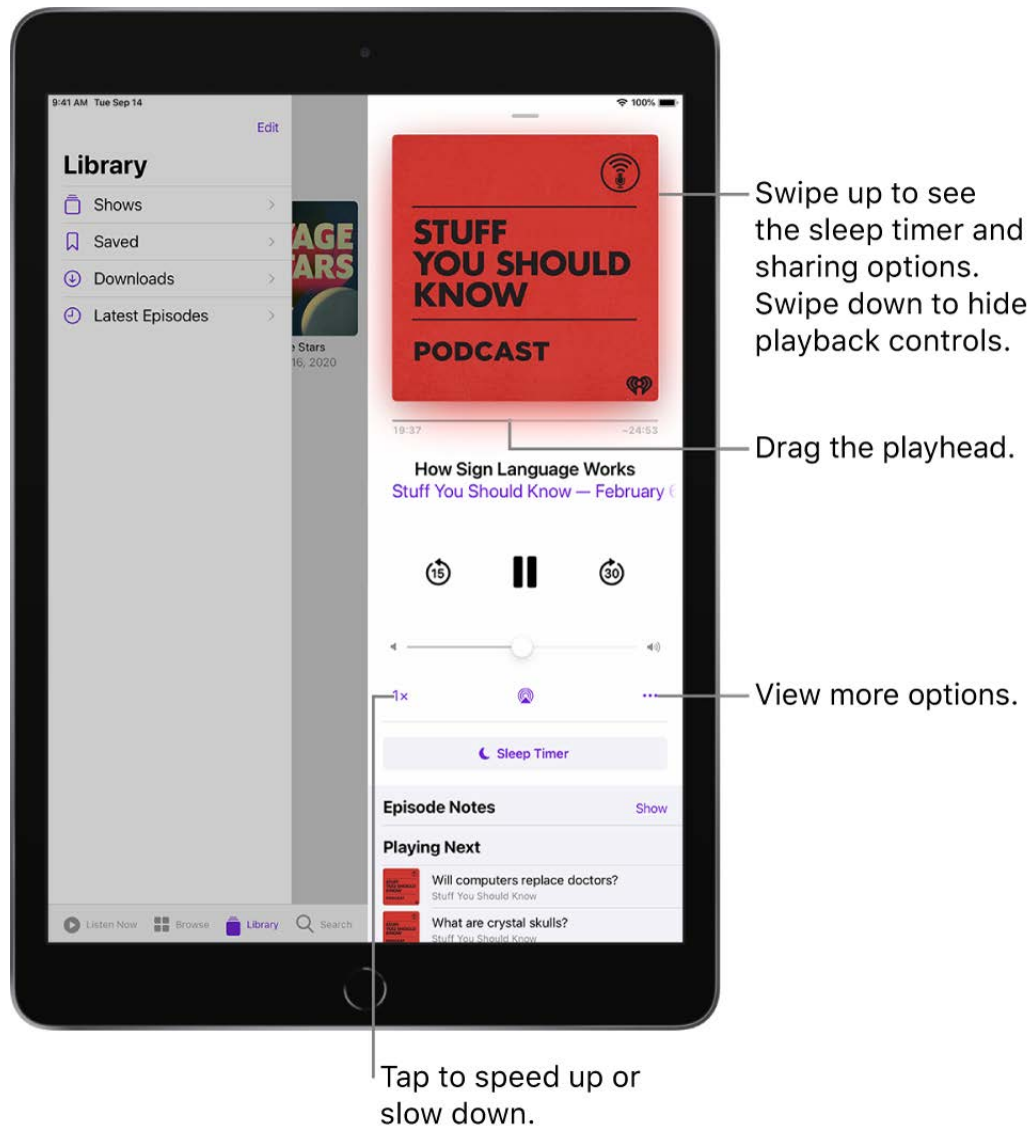 9:41 AM Tue Sep 14
100%
Edit
Library
Shows
Saved
Downloads
Latest Episodes
AGE
TARS
Stars
16, 2020
STUFF
YOU SHOULD
KNOW
PODCAST
19:37
-24:53
How Sign Language Works
Stuff You Should Know — February 6
15
30
1×
Sleep Timer
Episode Notes
Show
Playing Next
Will computers replace doctors?
Stuff You Should Know
What are crystal skulls?
Stuff You Should Know
Listen Now
Browse
Library
Search
Swipe up to see
the sleep timer and
sharing options.
Swipe down to hide
playback controls.
Drag the playhead.
View more options.
Tap to speed up or
slow down.